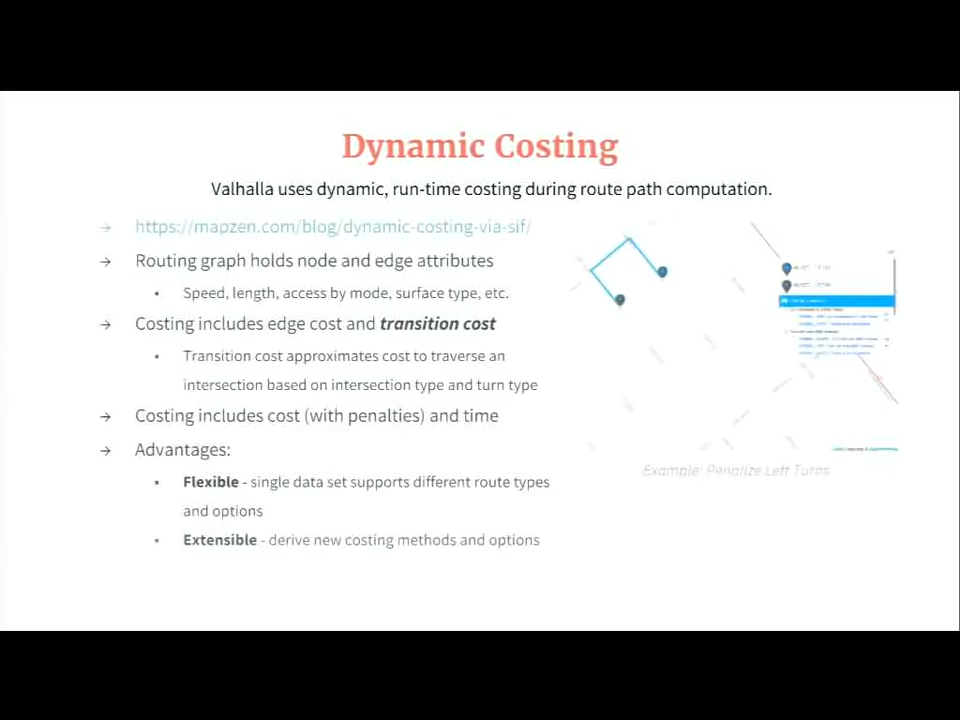 Dynamic Costing
Valhalla uses dynamic, run-time costing during route path computation.
→ https://mapzen.com/blog/dynamic-costing-via-sif/
→ Routing graph holds node and edge attributes
• Speed, length, access by mode, surface type, etc.
→ Costing includes edge cost and transition cost
• Transition cost approximates cost to traverse an
intersection based on intersection type and turn type
→ Costing includes cost (with penalties) and time
→ Advantages:
• Flexible - single data set supports different route types
and options
• Extensible - derive new costing methods and options
Example: Penalize Left Turns